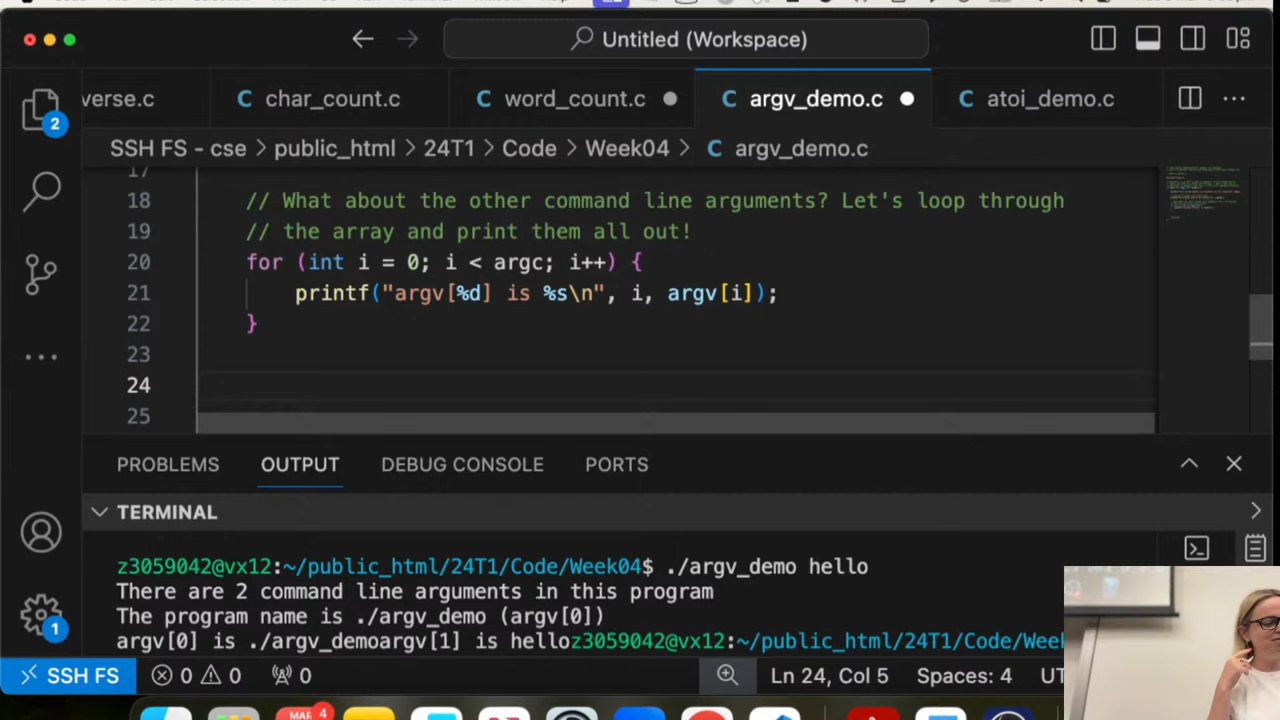 Untitled (Workspace)
verse.c char_count.c word_count.c argv_demo.c atoi_demo.c
2
SSH FS - cse > public_html > 24T1 > Code > Week04 > C argv_demo.c
17
18 // What about the other command line arguments? Let's loop through
19 // the array and print them all out!
20 for (int i = 0; i < argc; i++) {
21 printf("argv[%d] is %s\n", i, argv[i]);
22 }
23
24
25
PROBLEMS OUTPUT DEBUG CONSOLE PORTS
TERMINAL
z3059042@vx12:~/public_html/24T1/Code/Week04$ ./argv_demo hello
There are 2 command line arguments in this program
The program name is ./argv_demo (argv[0])
argv[0] is ./argv_demoargv[1] is helloz3059042@vx12:~/public_html/24T1/Code/Week
1
SSH FS 0 0 0 Ln 24, Col 5 Spaces: 4 UT
MAR 4